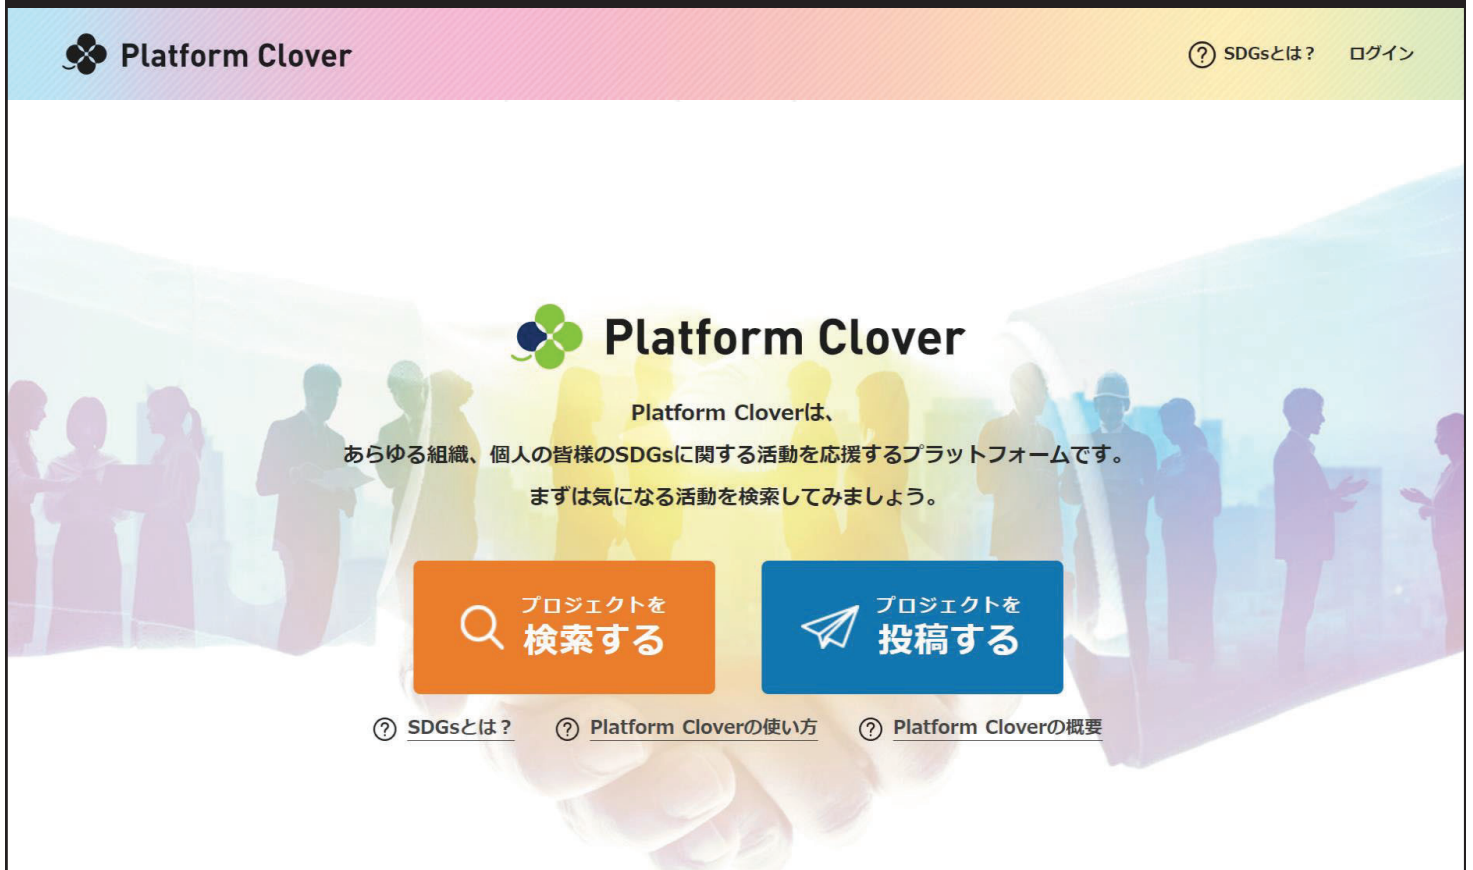 Platform Clover
SDGsとは？ ログイン
Platform Clover
Platform Cloverは、
あらゆる組織、個人の皆様のSDGsに関する活動を応援するプラットフォームです。
まずは気になる活動を検索してみましょう。
プロジェクトを
検索する
プロジェクトを
投稿する
SDGsとは？ Platform Cloverの使い方 Platform Cloverの概要